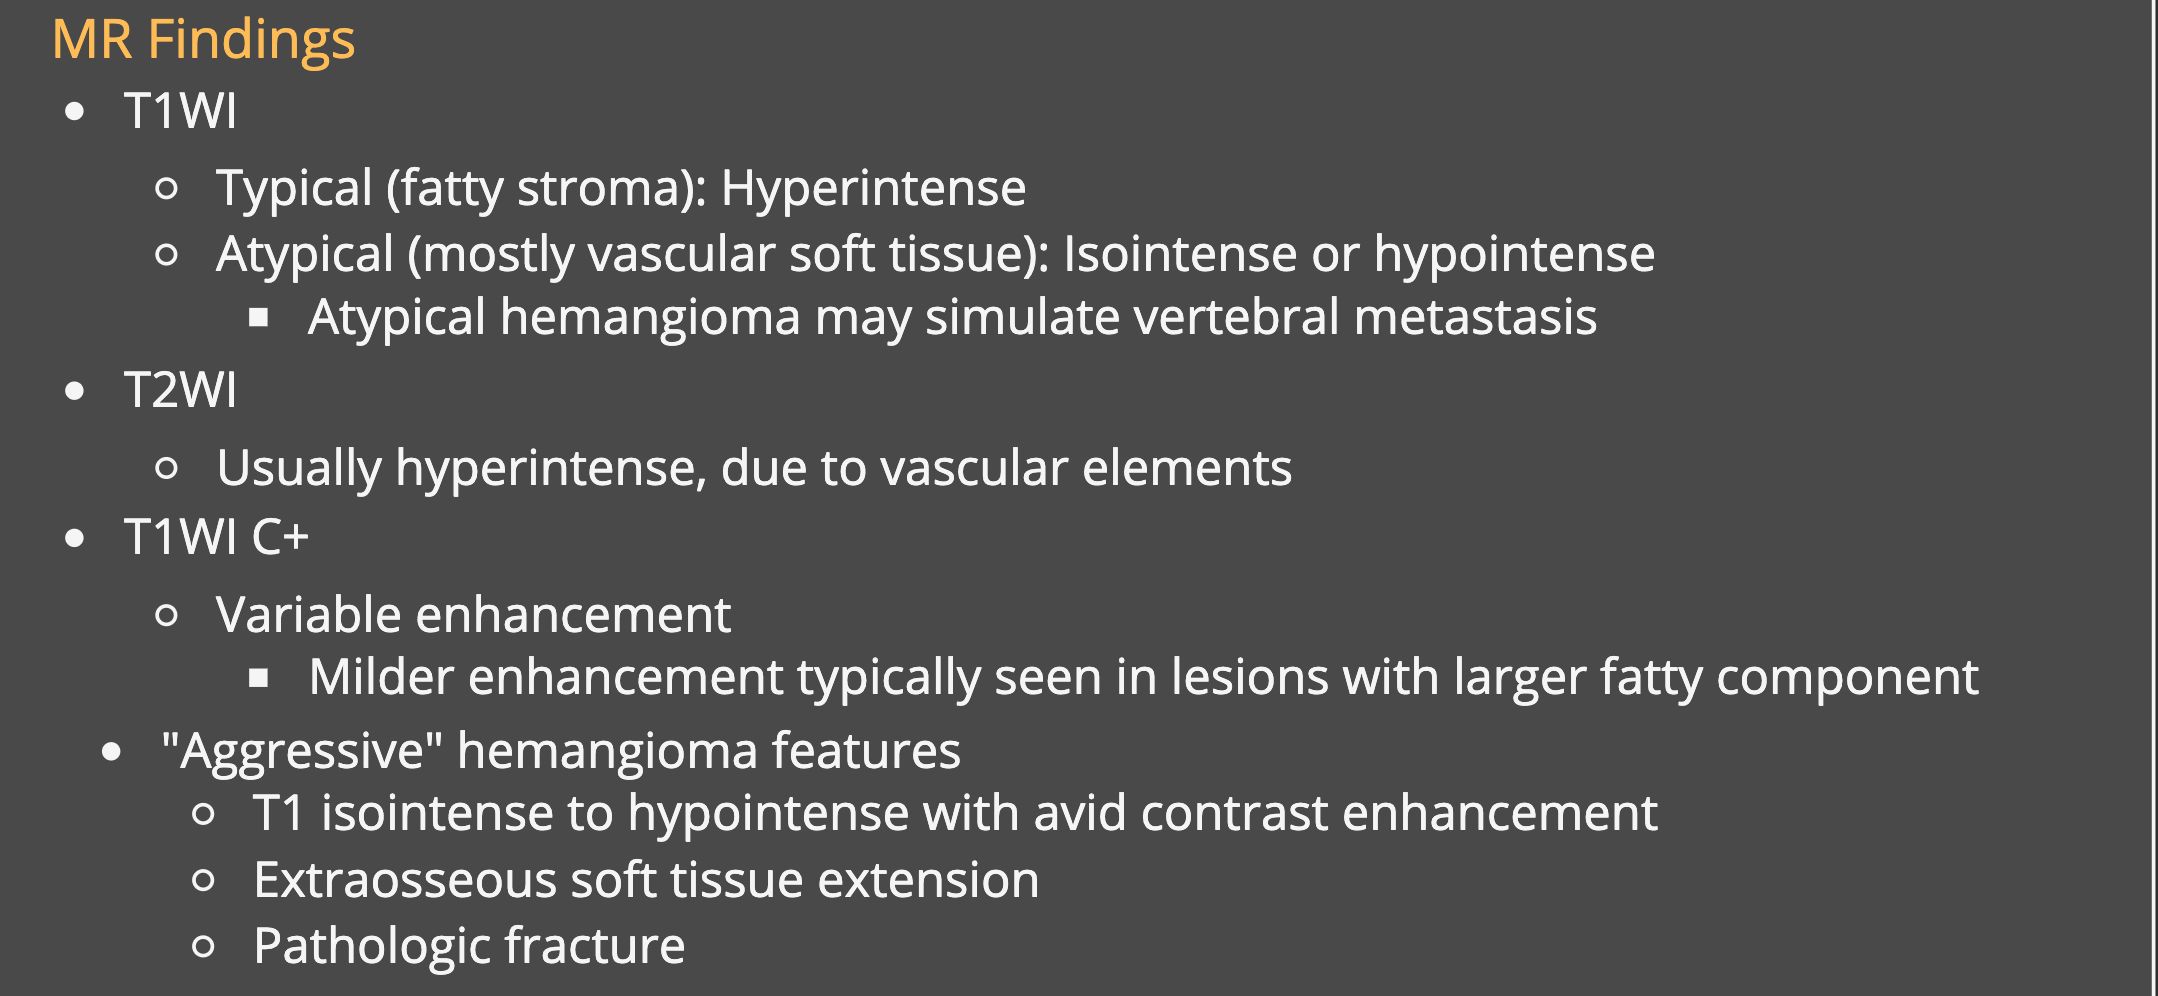 MR Findings
• T1WI
○ Typical (fatty stroma): Hyperintense
○ Atypical (mostly vascular soft tissue): Isointense or hypointense
■ Atypical hemangioma may simulate vertebral metastasis
• T2WI
○ Usually hyperintense, due to vascular elements
• T1WI C+
○ Variable enhancement
■ Milder enhancement typically seen in lesions with larger fatty component
• "Aggressive" hemangioma features
○ T1 isointense to hypointense with avid contrast enhancement
○ Extraosseous soft tissue extension
○ Pathologic fracture